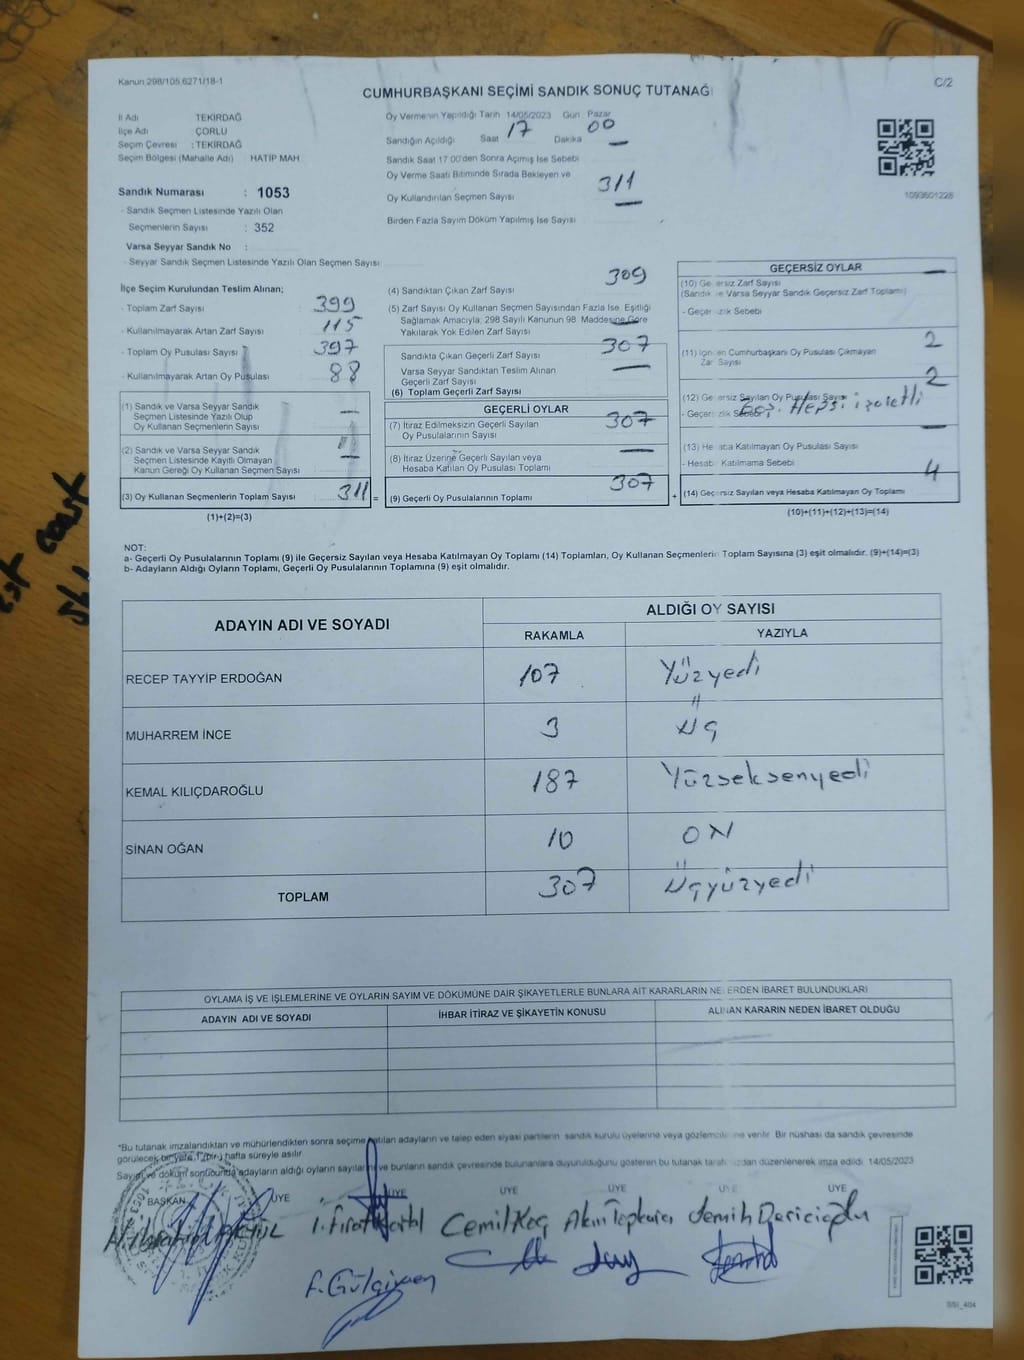 Kanun 298/105,6271/18-1
C/2
CUMHURBAŞKANI SEÇİMİ SANDIK SONUÇ TUTANAĞI
İl Adı TEKİRDAĞ
İlçe Adı ÇORLU
Seçim Çevresi : TEKİRDAĞ
Seçim Bölgesi (Mahalle Adı) HATİP MAH
Sandık Numarası : 1053
- Sandık Seçmen Listesinde Yazılı Olan
Seçmenlerin Sayısı : 352
Varsa Seyyar Sandık No :
- Seyyar Sandık Seçmen Listesinde Yazılı Olan Seçmen Sayısı
Oy Vermenin Yapıldığı Tarih 14/05/2023 Gün : Pazar
Sandığın Açıldığı Saat 17 Dakika 00
Sandık Saat 17 00'den Sonra Açılmış İse Sebebi
Oy Verme Saati Bitiminde Sırada Bekleyen ve
Oy Kullandırılan Seçmen Sayısı 311
Birden Fazla Sayım Döküm Yapılmış İse Sayısı
1093601226
İlçe Seçim Kurulundan Teslim Alınan;
- Toplam Zarf Sayısı 399
- Kullanılmayarak Artan Zarf Sayısı 115
- Toplam Oy Pusulası Sayısı 397
- Kullanılmayarak Artan Oy Pusulası 88
(1) Sandık ve Varsa Seyyar Sandık
Seçmen Listesinde Yazılı Olup
Oy Kullanan Seçmenlerin Sayısı —
(2) Sandık ve Varsa Seyyar Sandık
Seçmen Listesinde Kayıtlı Olmayan
Kanun Gereği Oy Kullanan Seçmen Sayısı —
(3) Oy Kullanan Seçmenlerin Toplam Sayısı 311 =
(1)+(2)=(3)
(4) Sandıktan Çıkan Zarf Sayısı 309
(5) Zarf Sayısı Oy Kullanan Seçmen Sayısından Fazla İse, Eşitliği
Sağlamak Amacıyla; 298 Sayılı Kanunun 98. Maddesine Göre
Yakılarak Yok Edilen Zarf Sayısı —
Sandıkta Çıkan Geçerli Zarf Sayısı 307
Varsa Seyyar Sandıktan Teslim Alınan
Geçerli Zarf Sayısı —
(6) Toplam Geçerli Zarf Sayısı
GEÇERLİ OYLAR
(7) İtiraz Edilmeksizin Geçerli Sayılan
Oy Pusulalarının Sayısı 307
(8) İtiraz Üzerine Geçerli Sayılan veya
Hesaba Katılan Oy Pusulası Toplamı —
(9) Geçerli Oy Pusulalarının Toplamı 307 +
GEÇERSİZ OYLAR
(10) Geçersiz Zarf Sayısı —
(Sandık ve Varsa Seyyar Sandık Geçersiz Zarf Toplamı)
- Geçersizlik Sebebi
(11) İçinden Cumhurbaşkanı Oy Pusulası Çıkmayan
Zarf Sayısı 2
(12) Geçersiz Sayılan Oy Pusulası Sayısı 2
- Geçersizlik Sebebi Hepsi işaretli
(13) Hesaba Katılmayan Oy Pusulası Sayısı —
- Hesaba Katılmama Sebebi
(14) Geçersiz Sayılan veya Hesaba Katılmayan Oy Toplamı 4
(10)+(11)+(12)+(13)=(14)
NOT:
a- Geçerli Oy Pusulalarının Toplamı (9) ile Geçersiz Sayılan veya Hesaba Katılmayan Oy Toplamı (14) Toplamları, Oy Kullanan Seçmenlerin Toplam Sayısına (3) eşit olmalıdır. (9)+(14)=(3)
b- Adayların Aldığı Oyların Toplamı, Geçerli Oy Pusulalarının Toplamına (9) eşit olmalıdır.
ADAYIN ADI VE SOYADI ALDIĞI OY SAYISI
RAKAMLA YAZIYLA
RECEP TAYYİP ERDOĞAN 107 Yüzyedi
MUHARREM İNCE 3 Üç
KEMAL KILIÇDAROĞLU 187 Yüzseksenyedi
SİNAN OĞAN 10 ON
TOPLAM 307 Üçyüzyedi
OYLAMA İŞ VE İŞLEMLERİNE VE OYLARIN SAYIM VE DÖKÜMÜNE DAİR ŞİKAYETLERLE BUNLARA AİT KARARLARIN NELERDEN İBARET BULUNDUKLARI
ADAYIN ADI VE SOYADI İHBAR İTİRAZ VE ŞİKAYETİN KONUSU ALINAN KARARIN NEDEN İBARET OLDUĞU
*Bu tutanak imzalandıktan ve mühürlendikten sonra seçime katılan adayların ve talep eden siyasi partilerin sandık kurulu üyelerine veya gözlemcilerine verilir. Bir nüshası da sandık çevresinde
görülecek bir yere 1 (bir) hafta süreyle asılır.
Sayım ve döküm sonucunda adayların aldığı oyların sayılarını ve bunların sandık çevresinde bulunanlara duyurulduğunu gösteren bu tutanak tarafımızdan düzenlenerek imza edildi. 14/05/2023
BAŞKAN ÜYE ÜYE ÜYE ÜYE ÜYE ÜYE
Cemil Koç
F. Gülçimen
SSI_404